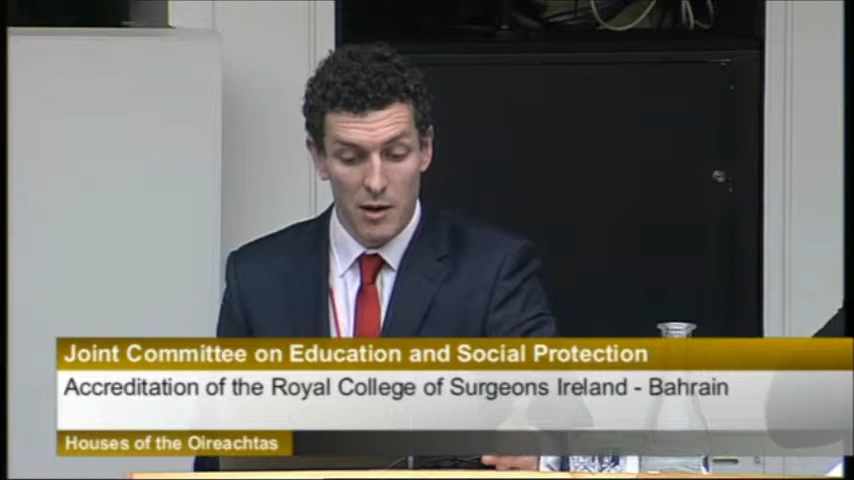 Joint Committee on Education and Social Protection
Accreditation of the Royal College of Surgeons Ireland - Bahrain
Houses of the Oireachtas